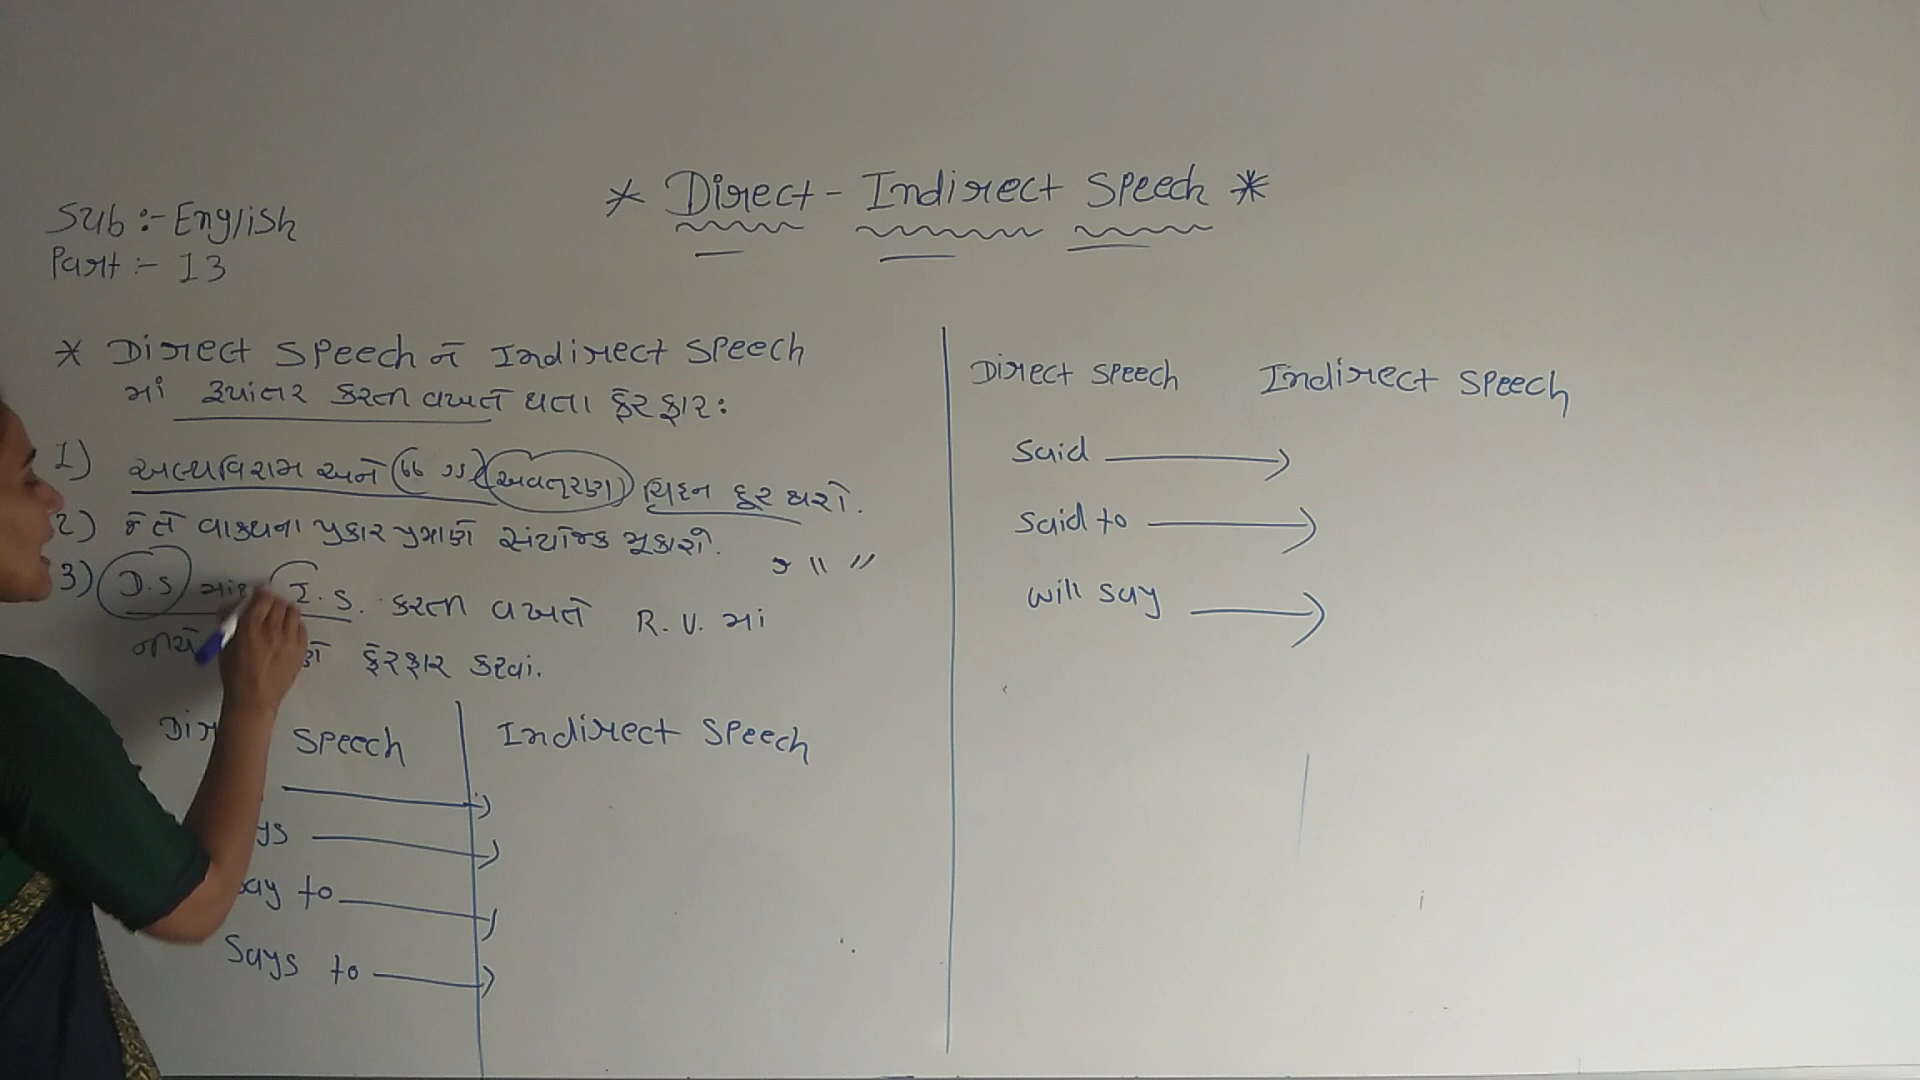 * Direct - Indirect Speech *
Sub :- English
Part :- 13
* Direct Speech ને Indirect Speech
માં રૂપાંતર કરતા વખતે થતા ફેરફાર:
1) અલ્પવિરામ અને (“ ”) (અવતરણ) ચિહ્ન દૂર થશે.
2) જે તે વાક્યના પ્રકાર પ્રમાણે સંયોજક મૂકાશે.
, " "
3) D.S I.S. કરતા વખતે R.V. માં
ફેરફાર કરવા.
Speech Indirect Speech
to
Says to
Direct Speech Indirect Speech
Said
Said to
will say